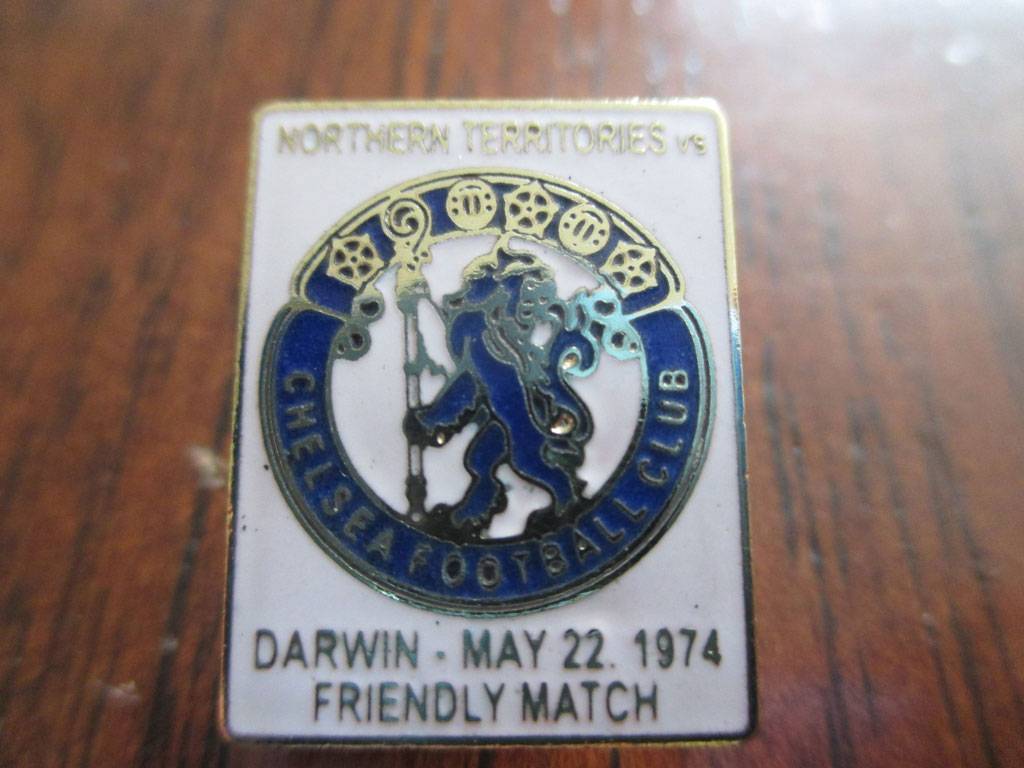 NORTHERN TERRITORIES vs
CHELSEA FOOTBALL CLUB
DARWIN - MAY 22. 1974
FRIENDLY MATCH